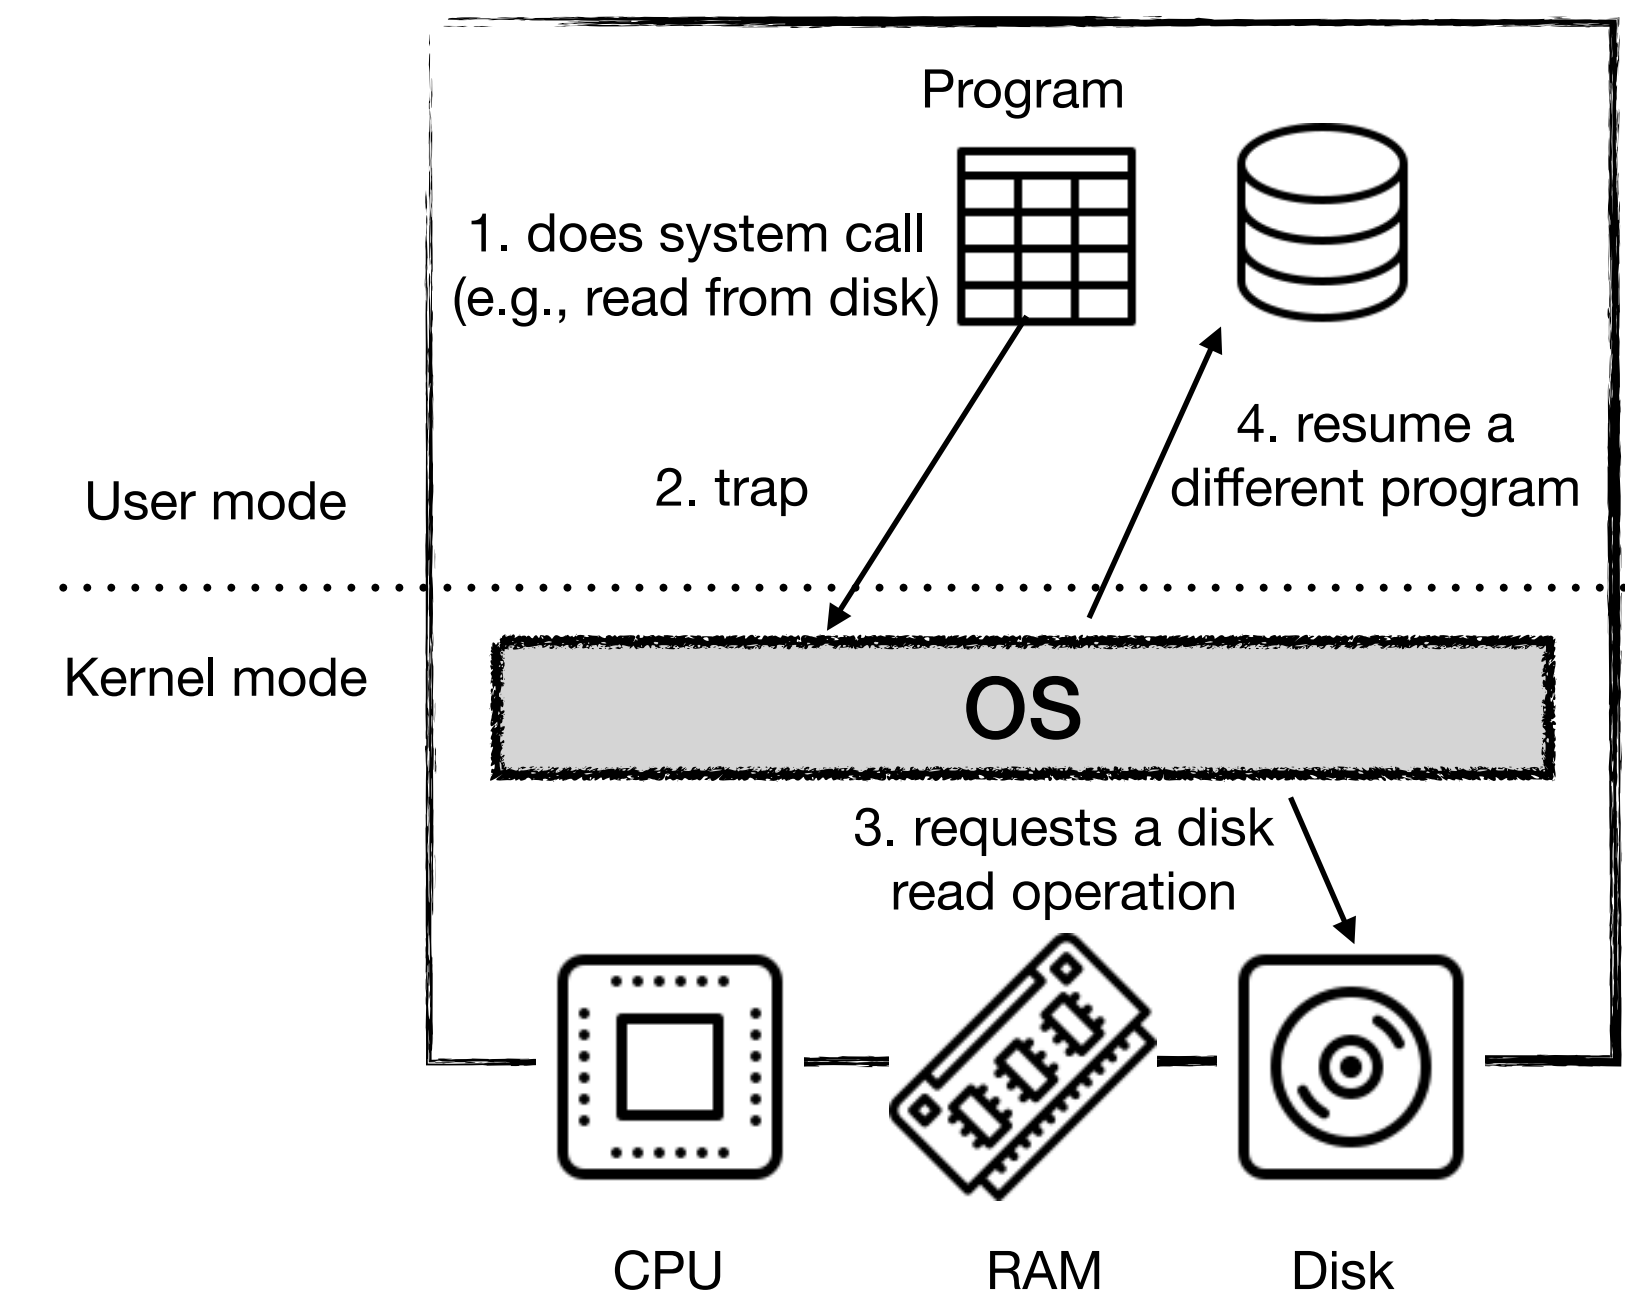 Program
1. does system call
(e.g., read from disk)
4. resume a
different program
2. trap
User mode
Kernel mode
OS
3. requests a disk
read operation
CPU
RAM
Disk